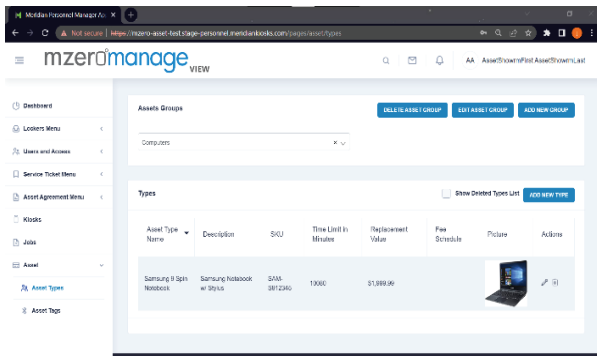 Meridian Personnel Manager Ap
Not secure | https://mzero-asset-test.stage-personnel.meridiankiosks.com/pages/asset/types
mzeromanage VIEW
AA AssetShowrmFirst AssetShowrmLast
Dashboard
Lockers Menu
Users and Access
Service Ticket Menu
Asset Agreement Menu
Kiosks
Jobs
Asset
Asset Types
Asset Tags
Assets Groups
DELETE ASSET GROUP
EDIT ASSET GROUP
ADD NEW GROUP
Computers
Types
Show Deleted Types List
ADD NEW TYPE
Asset Type Name
Description
SKU
Time Limit in Minutes
Replacement Value
Fee Schedule
Picture
Actions
Samsung 9 Spin Notebook
Samsung Notebook w/ Stylus
10080
$1,999.99